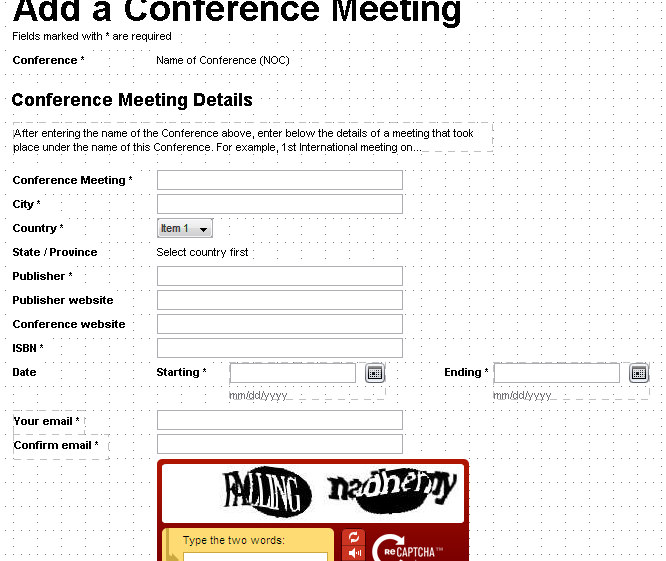 Add a Conference Meeting
Fields marked with * are required
Conference * Name of Conference (NOC)
Conference Meeting Details
After entering the name of the Conference above, enter below the details of a meeting that took
place under the name of this Conference. For example, 1st International meeting on...
Conference Meeting *
City *
Country * Item 1
State / Province Select country first
Publisher *
Publisher website
Conference website
ISBN *
Date Starting * Ending *
mm/dd/yyyy mm/dd/yyyy
Your email *
Confirm email *
FALLING
Type the two words:
reCAPTCHA™